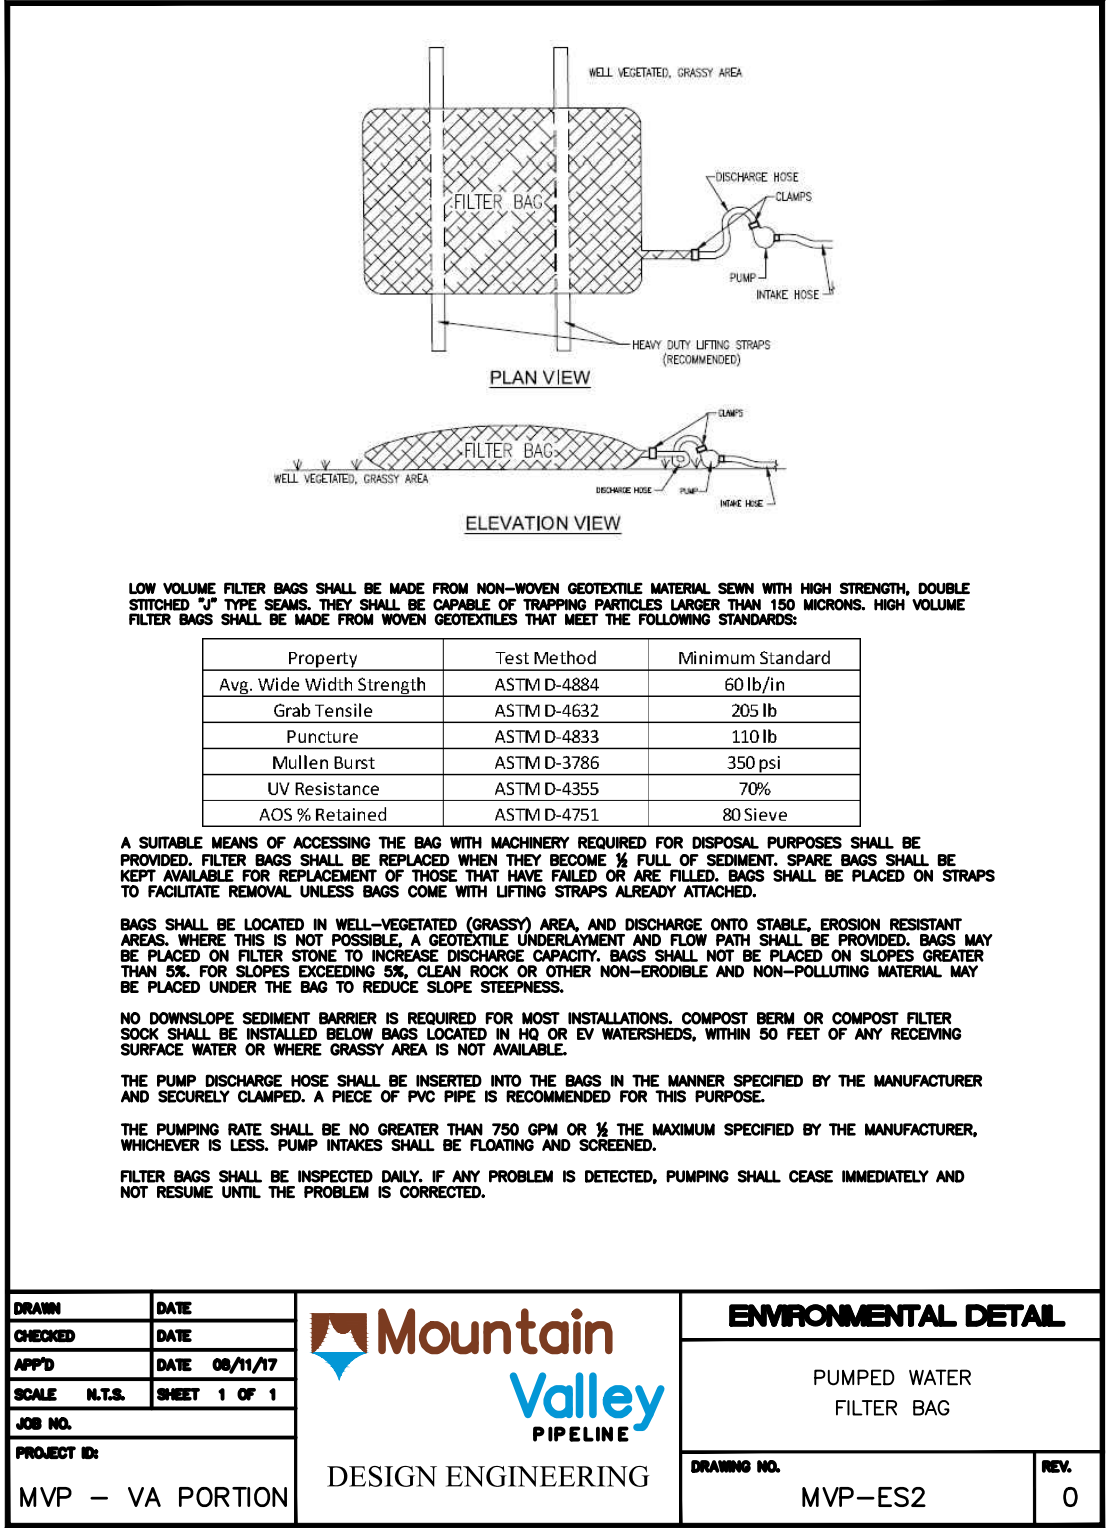 WELL VEGETATED, GRASSY AREA
DISCHARGE HOSE
CLAMPS
FILTER BAG
PUMP
INTAKE HOSE
HEAVY DUTY LIFTING STRAPS
(RECOMMENDED)
PLAN VIEW
CLAMPS
FILTER BAG
WELL VEGETATED, GRASSY AREA
DISCHARGE HOSE
PUMP
INTAKE HOSE
ELEVATION VIEW
LOW VOLUME FILTER BAGS SHALL BE MADE FROM NON-WOVEN GEOTEXTILE MATERIAL SEWN WITH HIGH STRENGTH, DOUBLE
STITCHED "J" TYPE SEAMS. THEY SHALL BE CAPABLE OF TRAPPING PARTICLES LARGER THAN 150 MICRONS. HIGH VOLUME
FILTER BAGS SHALL BE MADE FROM WOVEN GEOTEXTILES THAT MEET THE FOLLOWING STANDARDS:
Property Test Method Minimum Standard
Avg. Wide Width Strength ASTM D-4884 60 lb/in
Grab Tensile ASTM D-4632 205 lb
Puncture ASTM D-4833 110 lb
Mullen Burst ASTM D-3786 350 psi
UV Resistance ASTM D-4355 70%
AOS % Retained ASTM D-4751 80 Sieve
A SUITABLE MEANS OF ACCESSING THE BAG WITH MACHINERY REQUIRED FOR DISPOSAL PURPOSES SHALL BE
PROVIDED. FILTER BAGS SHALL BE REPLACED WHEN THEY BECOME ½ FULL OF SEDIMENT. SPARE BAGS SHALL BE
KEPT AVAILABLE FOR REPLACEMENT OF THOSE THAT HAVE FAILED OR ARE FILLED. BAGS SHALL BE PLACED ON STRAPS
TO FACILITATE REMOVAL UNLESS BAGS COME WITH LIFTING STRAPS ALREADY ATTACHED.
BAGS SHALL BE LOCATED IN WELL-VEGETATED (GRASSY) AREA, AND DISCHARGE ONTO STABLE, EROSION RESISTANT
AREAS. WHERE THIS IS NOT POSSIBLE, A GEOTEXTILE UNDERLAYMENT AND FLOW PATH SHALL BE PROVIDED. BAGS MAY
BE PLACED ON FILTER STONE TO INCREASE DISCHARGE CAPACITY. BAGS SHALL NOT BE PLACED ON SLOPES GREATER
THAN 5%. FOR SLOPES EXCEEDING 5%, CLEAN ROCK OR OTHER NON-ERODIBLE AND NON-POLLUTING MATERIAL MAY
BE PLACED UNDER THE BAG TO REDUCE SLOPE STEEPNESS.
NO DOWNSLOPE SEDIMENT BARRIER IS REQUIRED FOR MOST INSTALLATIONS. COMPOST BERM OR COMPOST FILTER
SOCK SHALL BE INSTALLED BELOW BAGS LOCATED IN HQ OR EV WATERSHEDS, WITHIN 50 FEET OF ANY RECEIVING
SURFACE WATER OR WHERE GRASSY AREA IS NOT AVAILABLE.
THE PUMP DISCHARGE HOSE SHALL BE INSERTED INTO THE BAGS IN THE MANNER SPECIFIED BY THE MANUFACTURER
AND SECURELY CLAMPED. A PIECE OF PVC PIPE IS RECOMMENDED FOR THIS PURPOSE.
THE PUMPING RATE SHALL BE NO GREATER THAN 750 GPM OR ½ THE MAXIMUM SPECIFIED BY THE MANUFACTURER,
WHICHEVER IS LESS. PUMP INTAKES SHALL BE FLOATING AND SCREENED.
FILTER BAGS SHALL BE INSPECTED DAILY. IF ANY PROBLEM IS DETECTED, PUMPING SHALL CEASE IMMEDIATELY AND
NOT RESUME UNTIL THE PROBLEM IS CORRECTED.
DRAWN DATE
CHECKED DATE
APP'D DATE 08/11/17
SCALE N.T.S. SHEET 1 OF 1
JOB NO.
PROJECT ID:
MVP - VA PORTION
Mountain
Valley
PIPELINE
DESIGN ENGINEERING
ENVIRONMENTAL DETAIL
PUMPED WATER
FILTER BAG
DRAWING NO. REV.
MVP-ES2 0